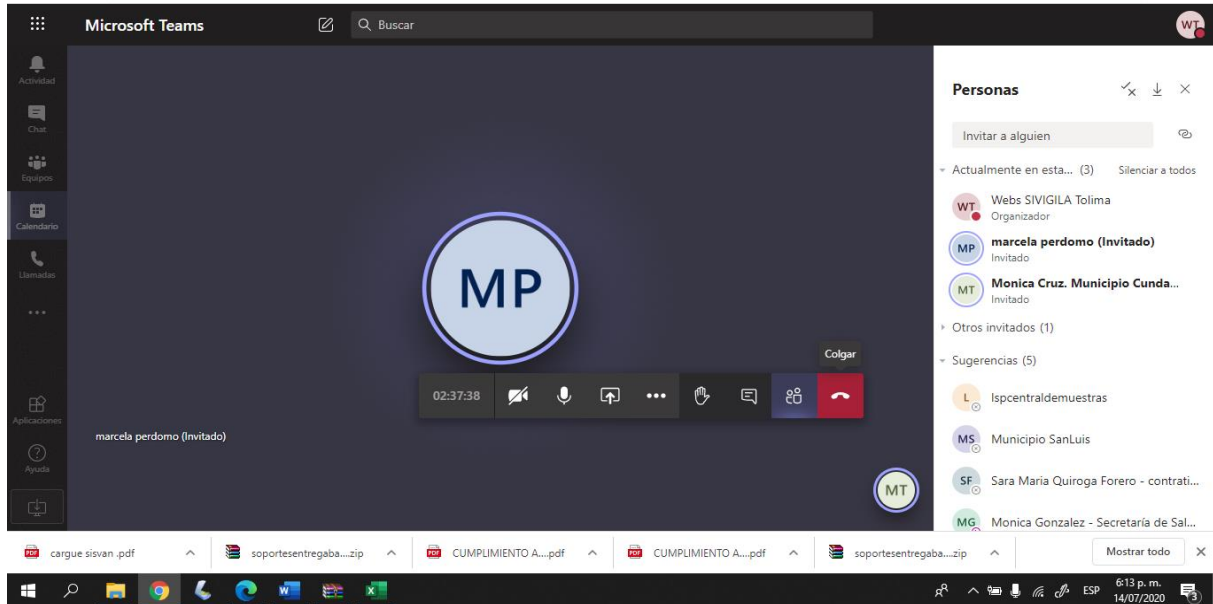 Microsoft Teams
Buscar
WT
Actividad
Chat
Equipos
Calendario
Llamadas
Aplicaciones
Ayuda
MP
Colgar
02:37:38
marcela perdomo (Invitado)
MT
Personas
Invitar a alguien
Actualmente en esta... (3) Silenciar a todos
WT Webs SIVIGILA Tolima
Organizador
MP marcela perdomo (Invitado)
Invitado
MT Monica Cruz. Municipio Cunda...
Invitado
Otros invitados (1)
Sugerencias (5)
L lspcentraldemuestras
MS Municipio SanLuis
SF Sara Maria Quiroga Forero - contrati...
MG Monica Gonzalez - Secretaría de Sal...
cargue sisvan .pdf
soportesentregaba....zip
CUMPLIMIENTO A....pdf
CUMPLIMIENTO A....pdf
soportesentregaba....zip
Mostrar todo
ESP
6:13 p. m.
14/07/2020
3